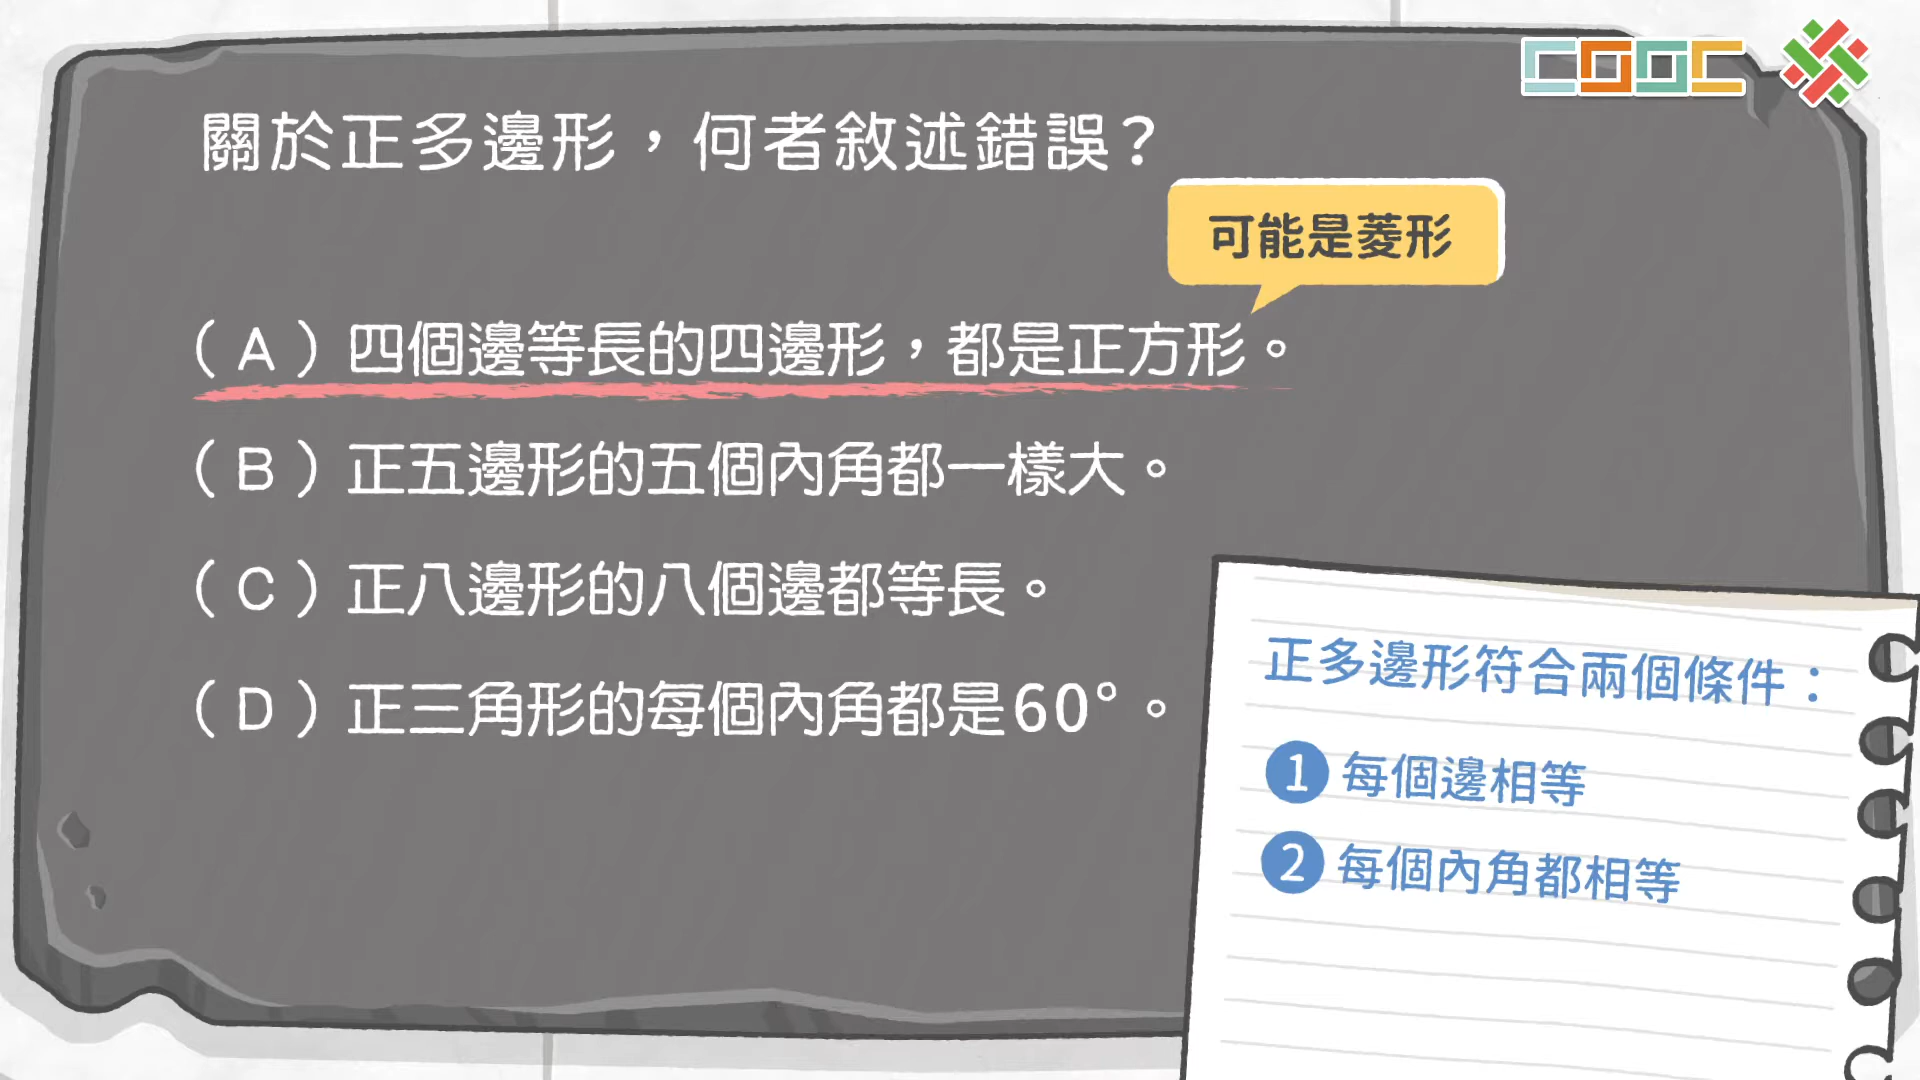 COOC
關於正多邊形，何者敘述錯誤？
可能是菱形
（A）四個邊等長的四邊形，都是正方形。
（B）正五邊形的五個內角都一樣大。
（C）正八邊形的八個邊都等長。
（D）正三角形的每個內角都是60°。
正多邊形符合兩個條件：
1 每個邊相等
2 每個內角都相等